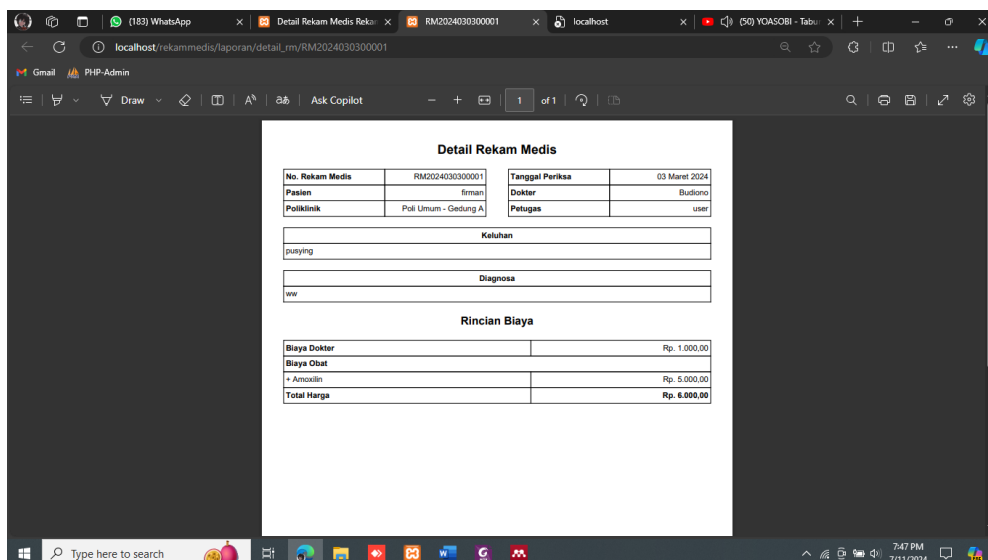 (183) WhatsApp
Detail Rekam Medis Rekar
RM2024030300001
localhost
(50) YOASOBI - Tabu
localhost/rekammedis/laporan/detail_rm/RM2024030300001
Gmail PHP-Admin
Draw Ask Copilot 1 of 1
Detail Rekam Medis
No. Rekam Medis RM2024030300001 Tanggal Periksa 03 Maret 2024
Pasien firman Dokter Budiono
Poliklinik Poli Umum - Gedung A Petugas user
Keluhan
pusying
Diagnosa
ww
Rincian Biaya
Biaya Dokter Rp. 1.000,00
Biaya Obat
+ Amoxilin Rp. 5.000,00
Total Harga Rp. 6.000,00
Type here to search
7:47 PM
7/11/2024